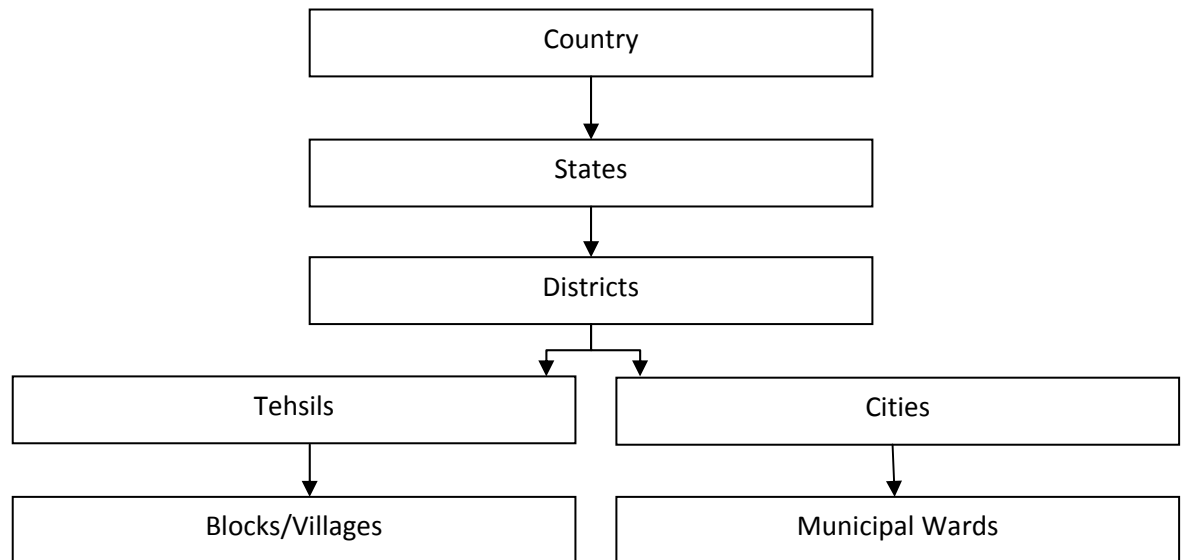 Country
States
Districts
Tehsils
Cities
Blocks/Villages
Municipal Wards